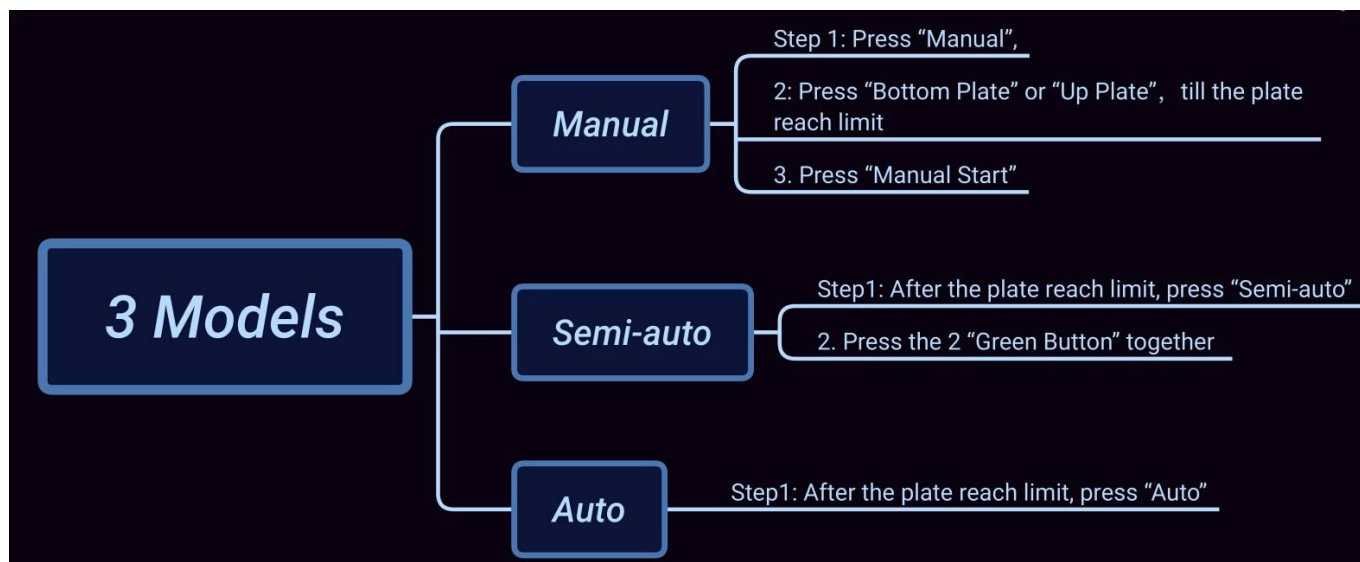 3 Models
Manual
Step 1: Press “Manual”,
2: Press “Bottom Plate” or “Up Plate”，till the plate
reach limit
3. Press “Manual Start”
Semi-auto
Step1: After the plate reach limit, press “Semi-auto”
2. Press the 2 “Green Button” together
Auto
Step1: After the plate reach limit, press “Auto”